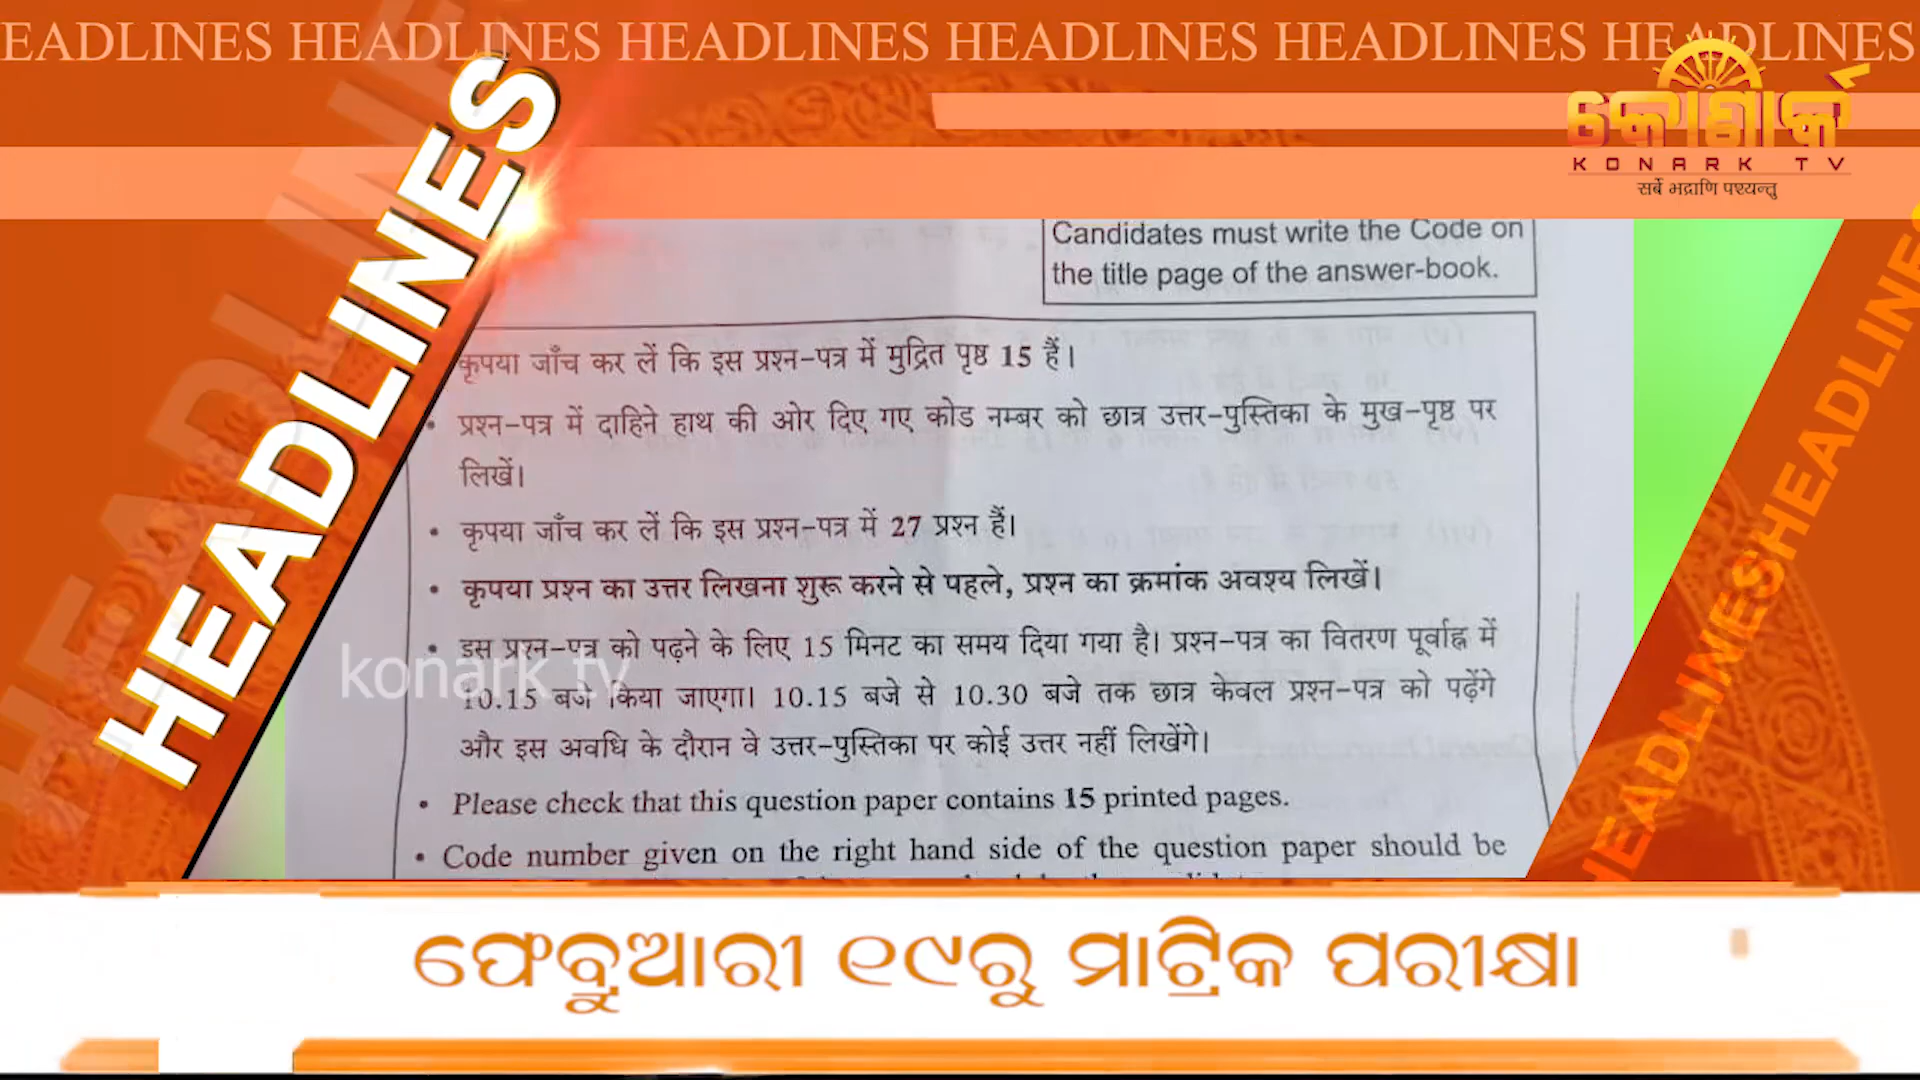 EADLINES HEADLINES HEADLINES HEADLINES HEADLINES HEADLINES
କୋଣାର୍କ
KONARK TV
सर्बे भद्राणि पश्यन्तु
HEADLINES
Candidates must write the Code on
the title page of the answer-book.
कृपया जाँच कर लें कि इस प्रश्न-पत्र में मुद्रित पृष्ठ 15 हैं।
• प्रश्न-पत्र में दाहिने हाथ की ओर दिए गए कोड नम्बर को छात्र उत्तर-पुस्तिका के मुख-पृष्ठ पर
लिखें।
• कृपया जाँच कर लें कि इस प्रश्न-पत्र में 27 प्रश्न हैं।
• कृपया प्रश्न का उत्तर लिखना शुरू करने से पहले, प्रश्न का क्रमांक अवश्य लिखें।
• इस प्रश्न-पत्र को पढ़ने के लिए 15 मिनट का समय दिया गया है। प्रश्न-पत्र का वितरण पूर्वाह्न में
10.15 बजे किया जाएगा। 10.15 बजे से 10.30 बजे तक छात्र केवल प्रश्न-पत्र को पढ़ेंगे
और इस अवधि के दौरान वे उत्तर-पुस्तिका पर कोई उत्तर नहीं लिखेंगे।
konark tv
• Please check that this question paper contains 15 printed pages.
• Code number given on the right hand side of the question paper should be
HEADLINESHEADLINES
ଫେବୃଆରୀ ୧୯ରୁ ମାଟ୍ରିକ ପରୀକ୍ଷା